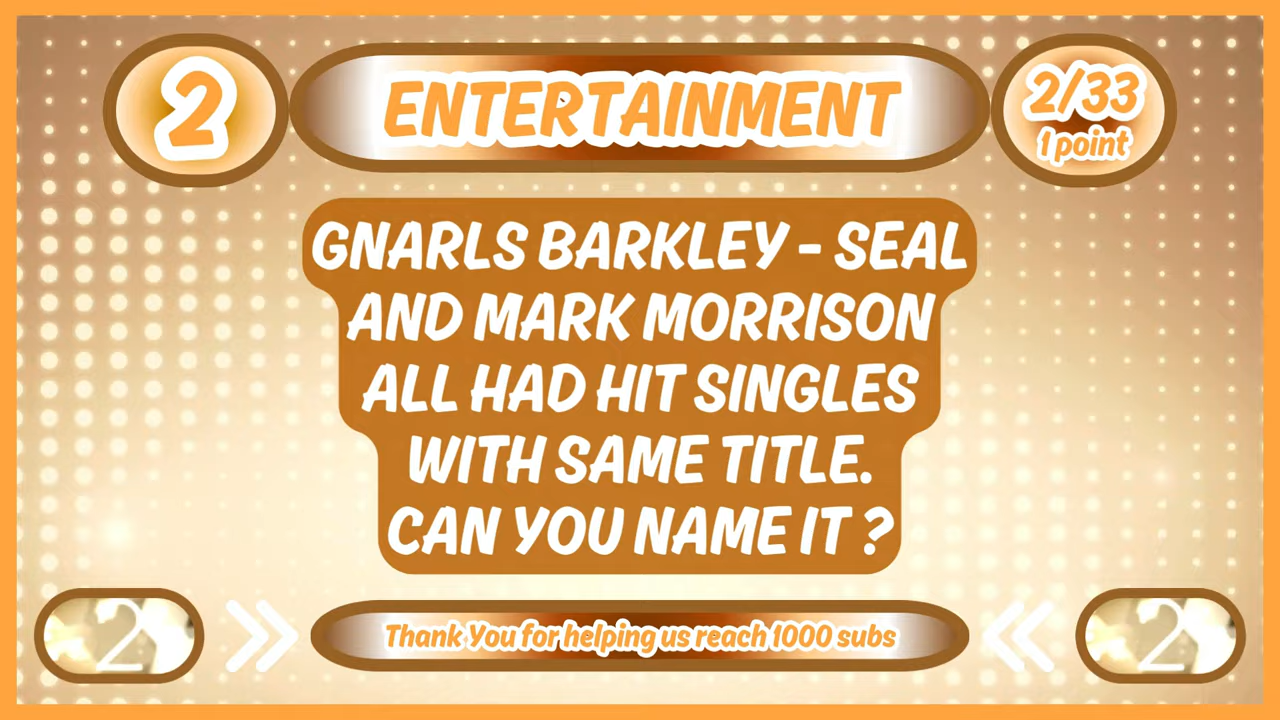 2
ENTERTAINMENT
2/33
1 point
GNARLS BARKLEY - SEAL
AND MARK MORRISON
ALL HAD HIT SINGLES
WITH SAME TITLE.
CAN YOU NAME IT ?
2
Thank You for helping us reach 1000 subs
2